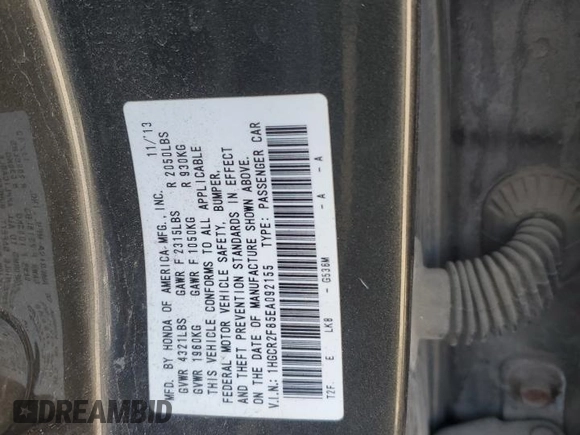 MFD. BY HONDA OF AMERICA MFG., INC. 11/'13
GVWR 4321LBS GAWR F 2315LBS R 2050LBS
GVWR 1960KG GAWR F 1050KG R 930KG
THIS VEHICLE CONFORMS TO ALL APPLICABLE
FEDERAL MOTOR VEHICLE SAFETY, BUMPER,
AND THEFT PREVENTION STANDARDS IN EFFECT
ON THE DATE OF MANUFACTURE SHOWN ABOVE.
V.I.N.: 1HGCR2F85EA092155 TYPE: PASSENGER CAR
T2F. E LKB - G536M - A - A
DREAMBID